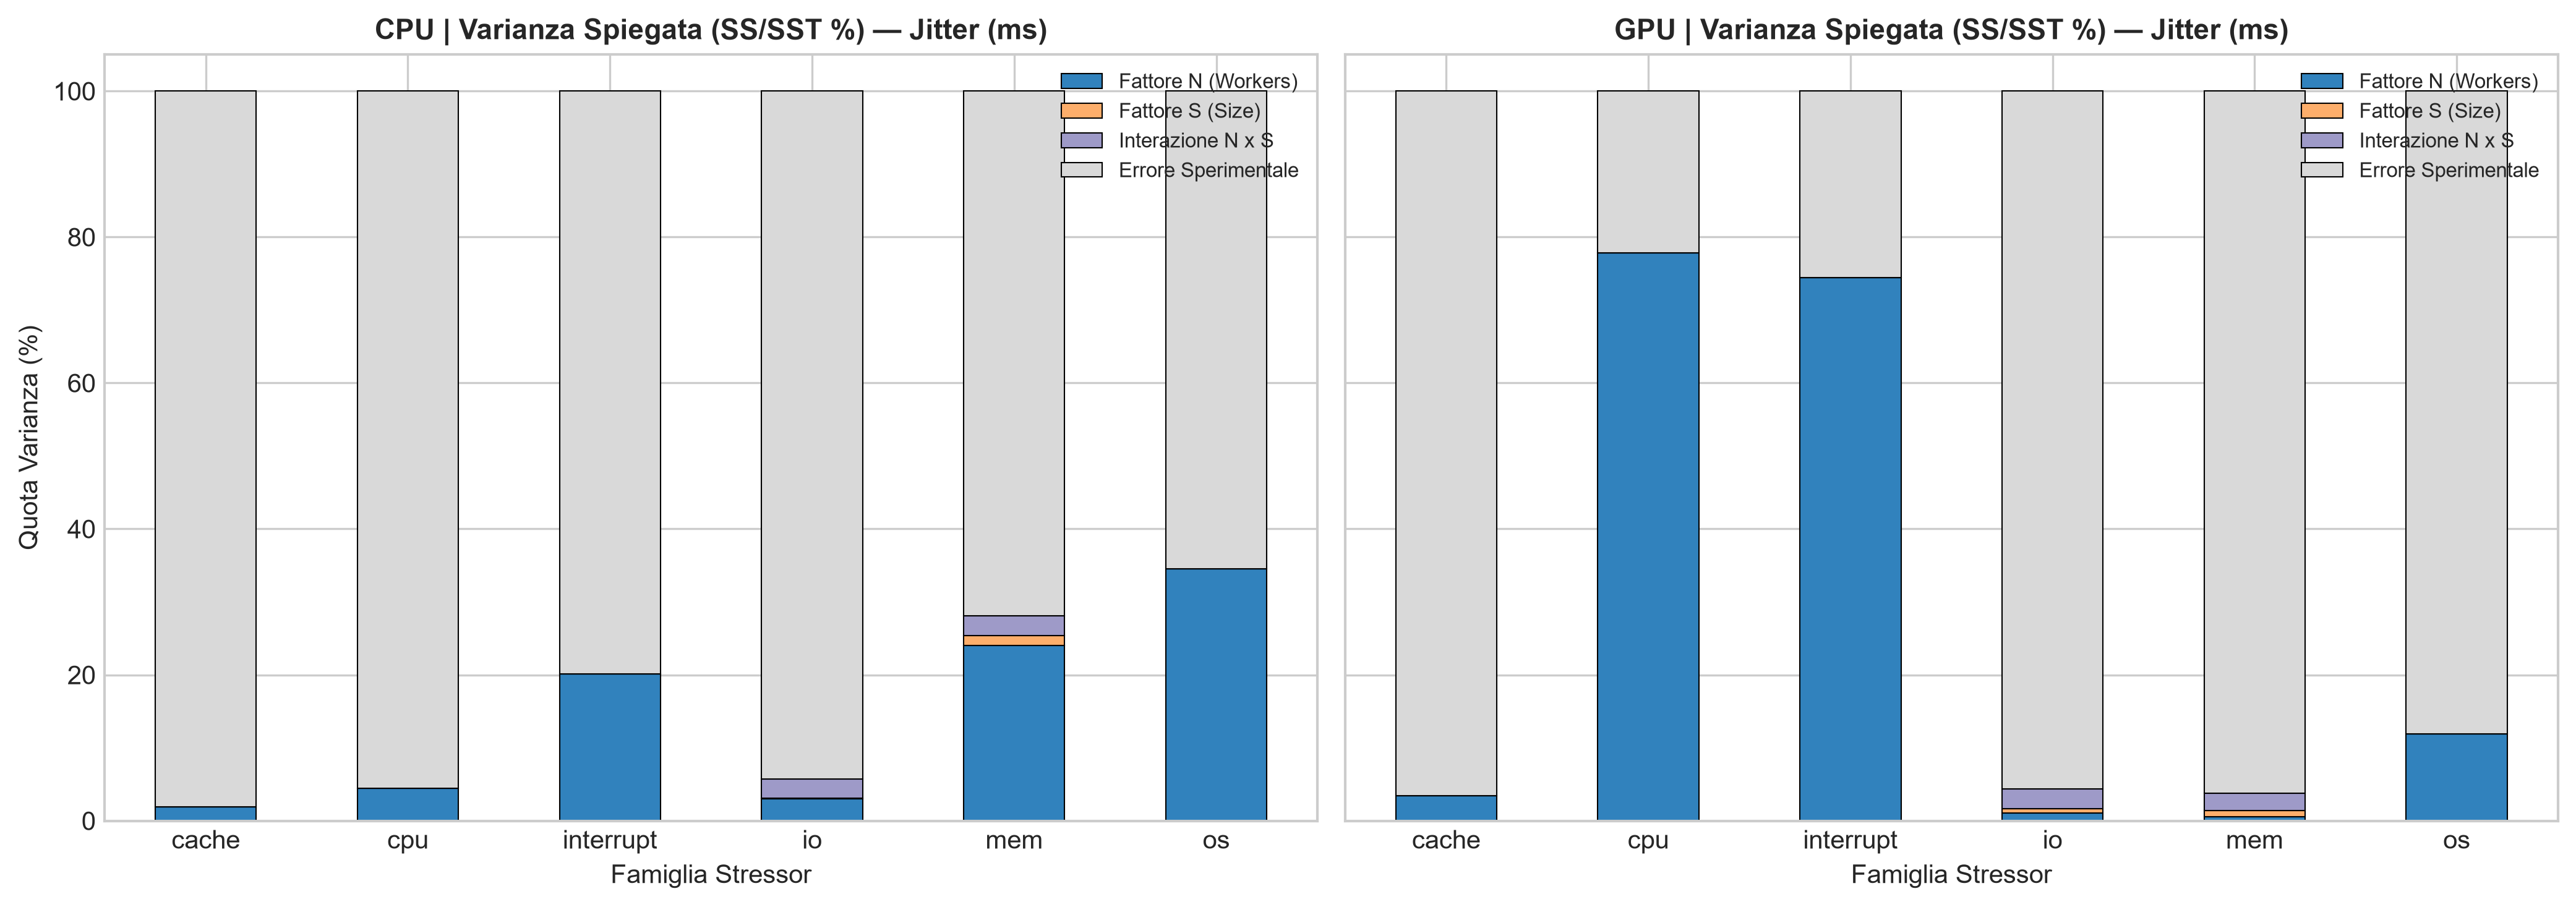 CPU | Varianza Spiegata (SS/SST %) — Jitter (ms)
Quota Varianza (%)
100
80
60
40
20
0
Fattore N (Workers)
Fattore S (Size)
Interazione N x S
Errore Sperimentale
cache cpu interrupt io mem os
Famiglia Stressor
GPU | Varianza Spiegata (SS/SST %) — Jitter (ms)
Fattore N (Workers)
Fattore S (Size)
Interazione N x S
Errore Sperimentale
cache cpu interrupt io mem os
Famiglia Stressor